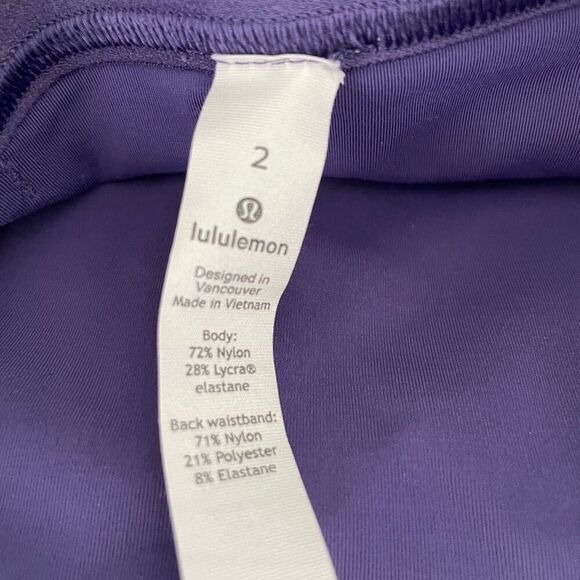 2
lululemon
Designed in
Vancouver
Made in Vietnam
Body:
72% Nylon
28% Lycra®
elastane
Back waistband:
71% Nylon
21% Polyester
8% Elastane